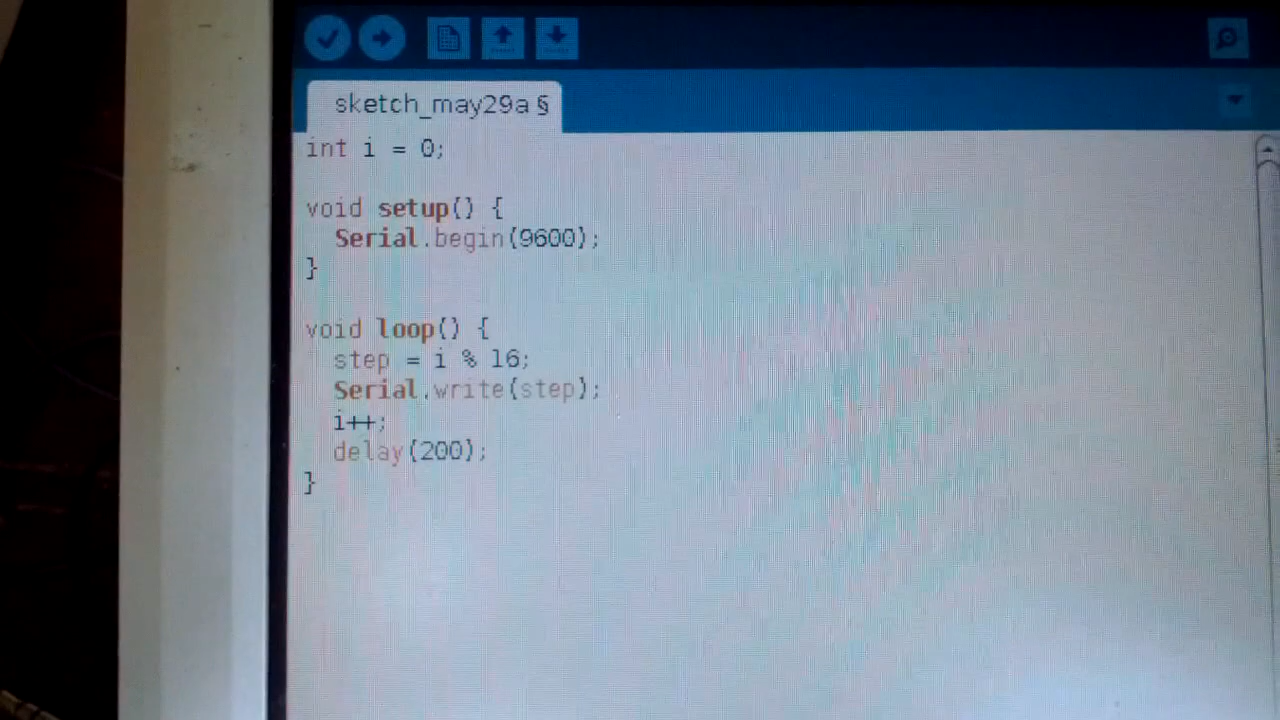 sketch_may29a §
int i = 0;
void setup() {
  Serial.begin(9600);
}
void loop() {
  step = i % 16;
  Serial.write(step);
  i++;
  delay(200);
}